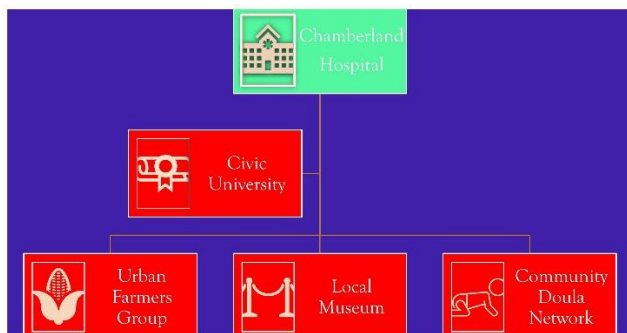 Chamberland
Hospital
Civic
University
Urban
Farmers
Group
Local
Museum
Community
Doula
Network